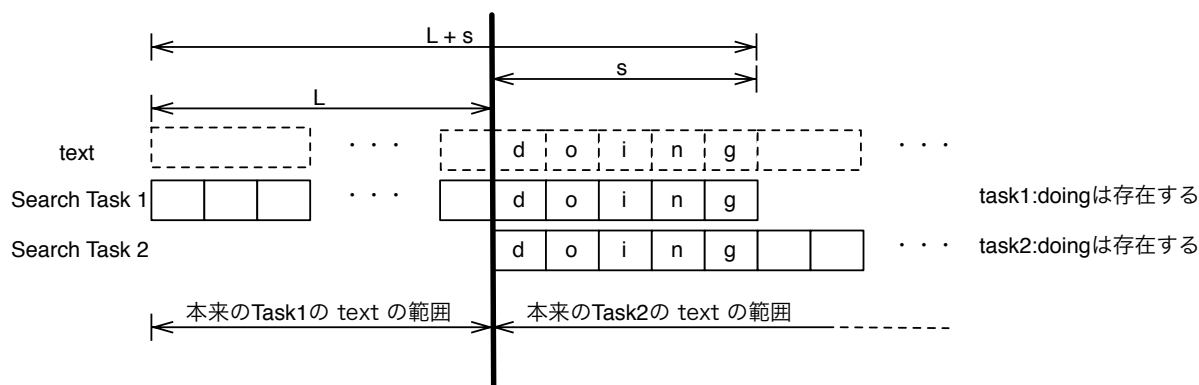 L + s
s
L
text ・・・ d o i n g ・・・
Search Task 1 ・・・ d o i n g task1:doingは存在する
Search Task 2 d o i n g ・・・ task2:doingは存在する
本来のTask1の text の範囲 本来のTask2の text の範囲